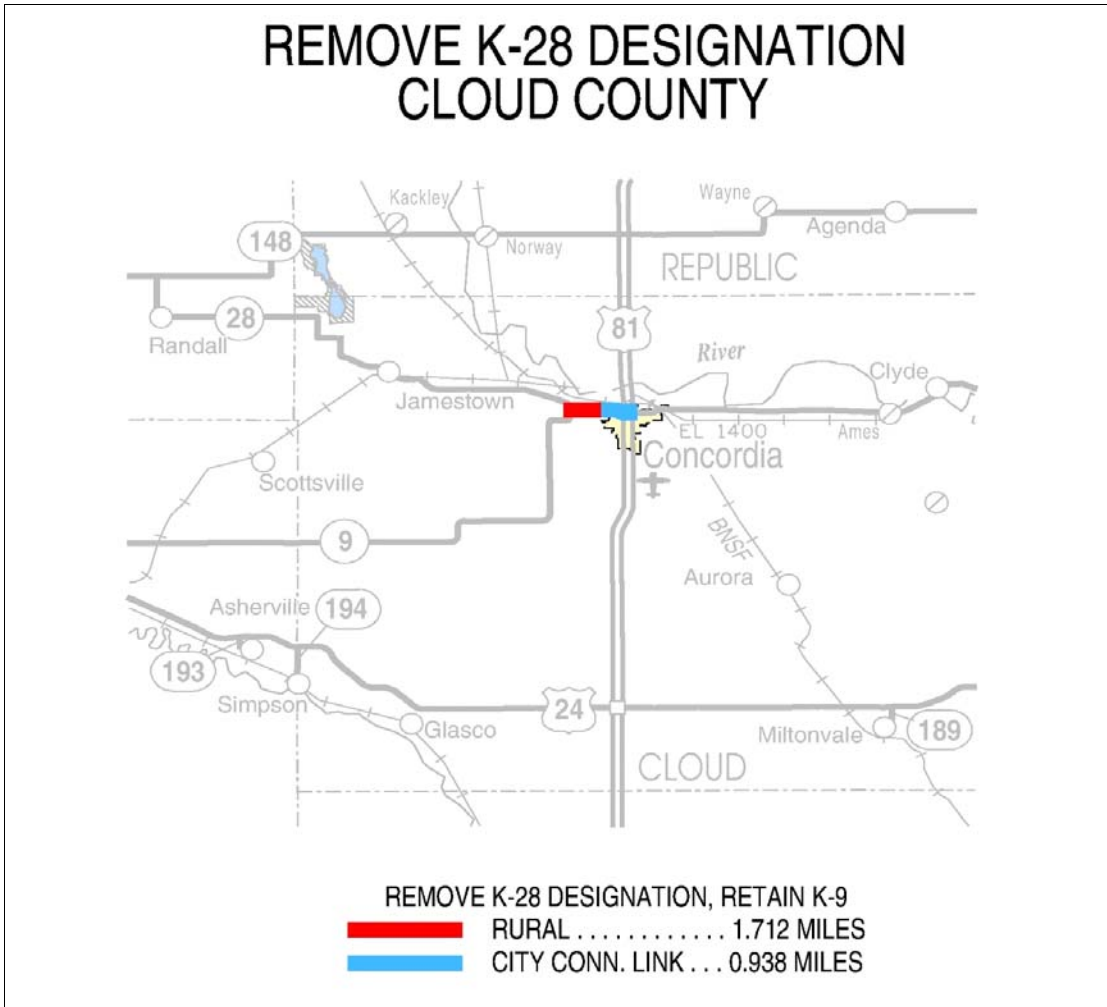 REMOVE K-28 DESIGNATION
CLOUD COUNTY
Kackley
Wayne
Agenda
148
Norway
REPUBLIC
28
81
Randall
River
Clyde
Jamestown
EL 1400
Ames
Concordia
Scottsville
9
BNSF
Aurora
Asherville
194
193
Simpson
24
Glasco
Miltonvale
189
CLOUD
REMOVE K-28 DESIGNATION, RETAIN K-9
RURAL . . . . . . . . . . . . 1.712 MILES
CITY CONN. LINK . . . 0.938 MILES